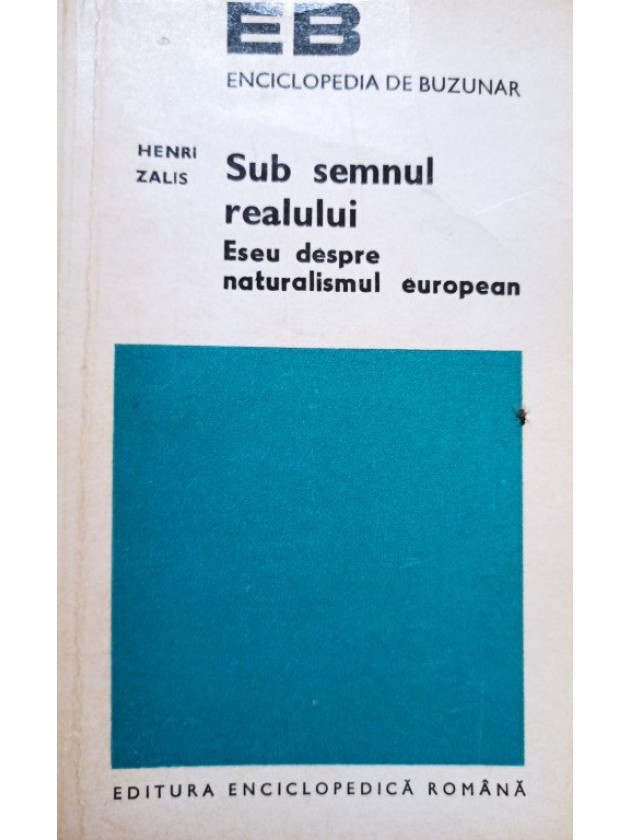 EB
ENCICLOPEDIA DE BUZUNAR
HENRI
ZALIS
Sub semnul
realului
Eseu despre
naturalismul european
EDITURA ENCICLOPEDICĂ ROMÂNĂ